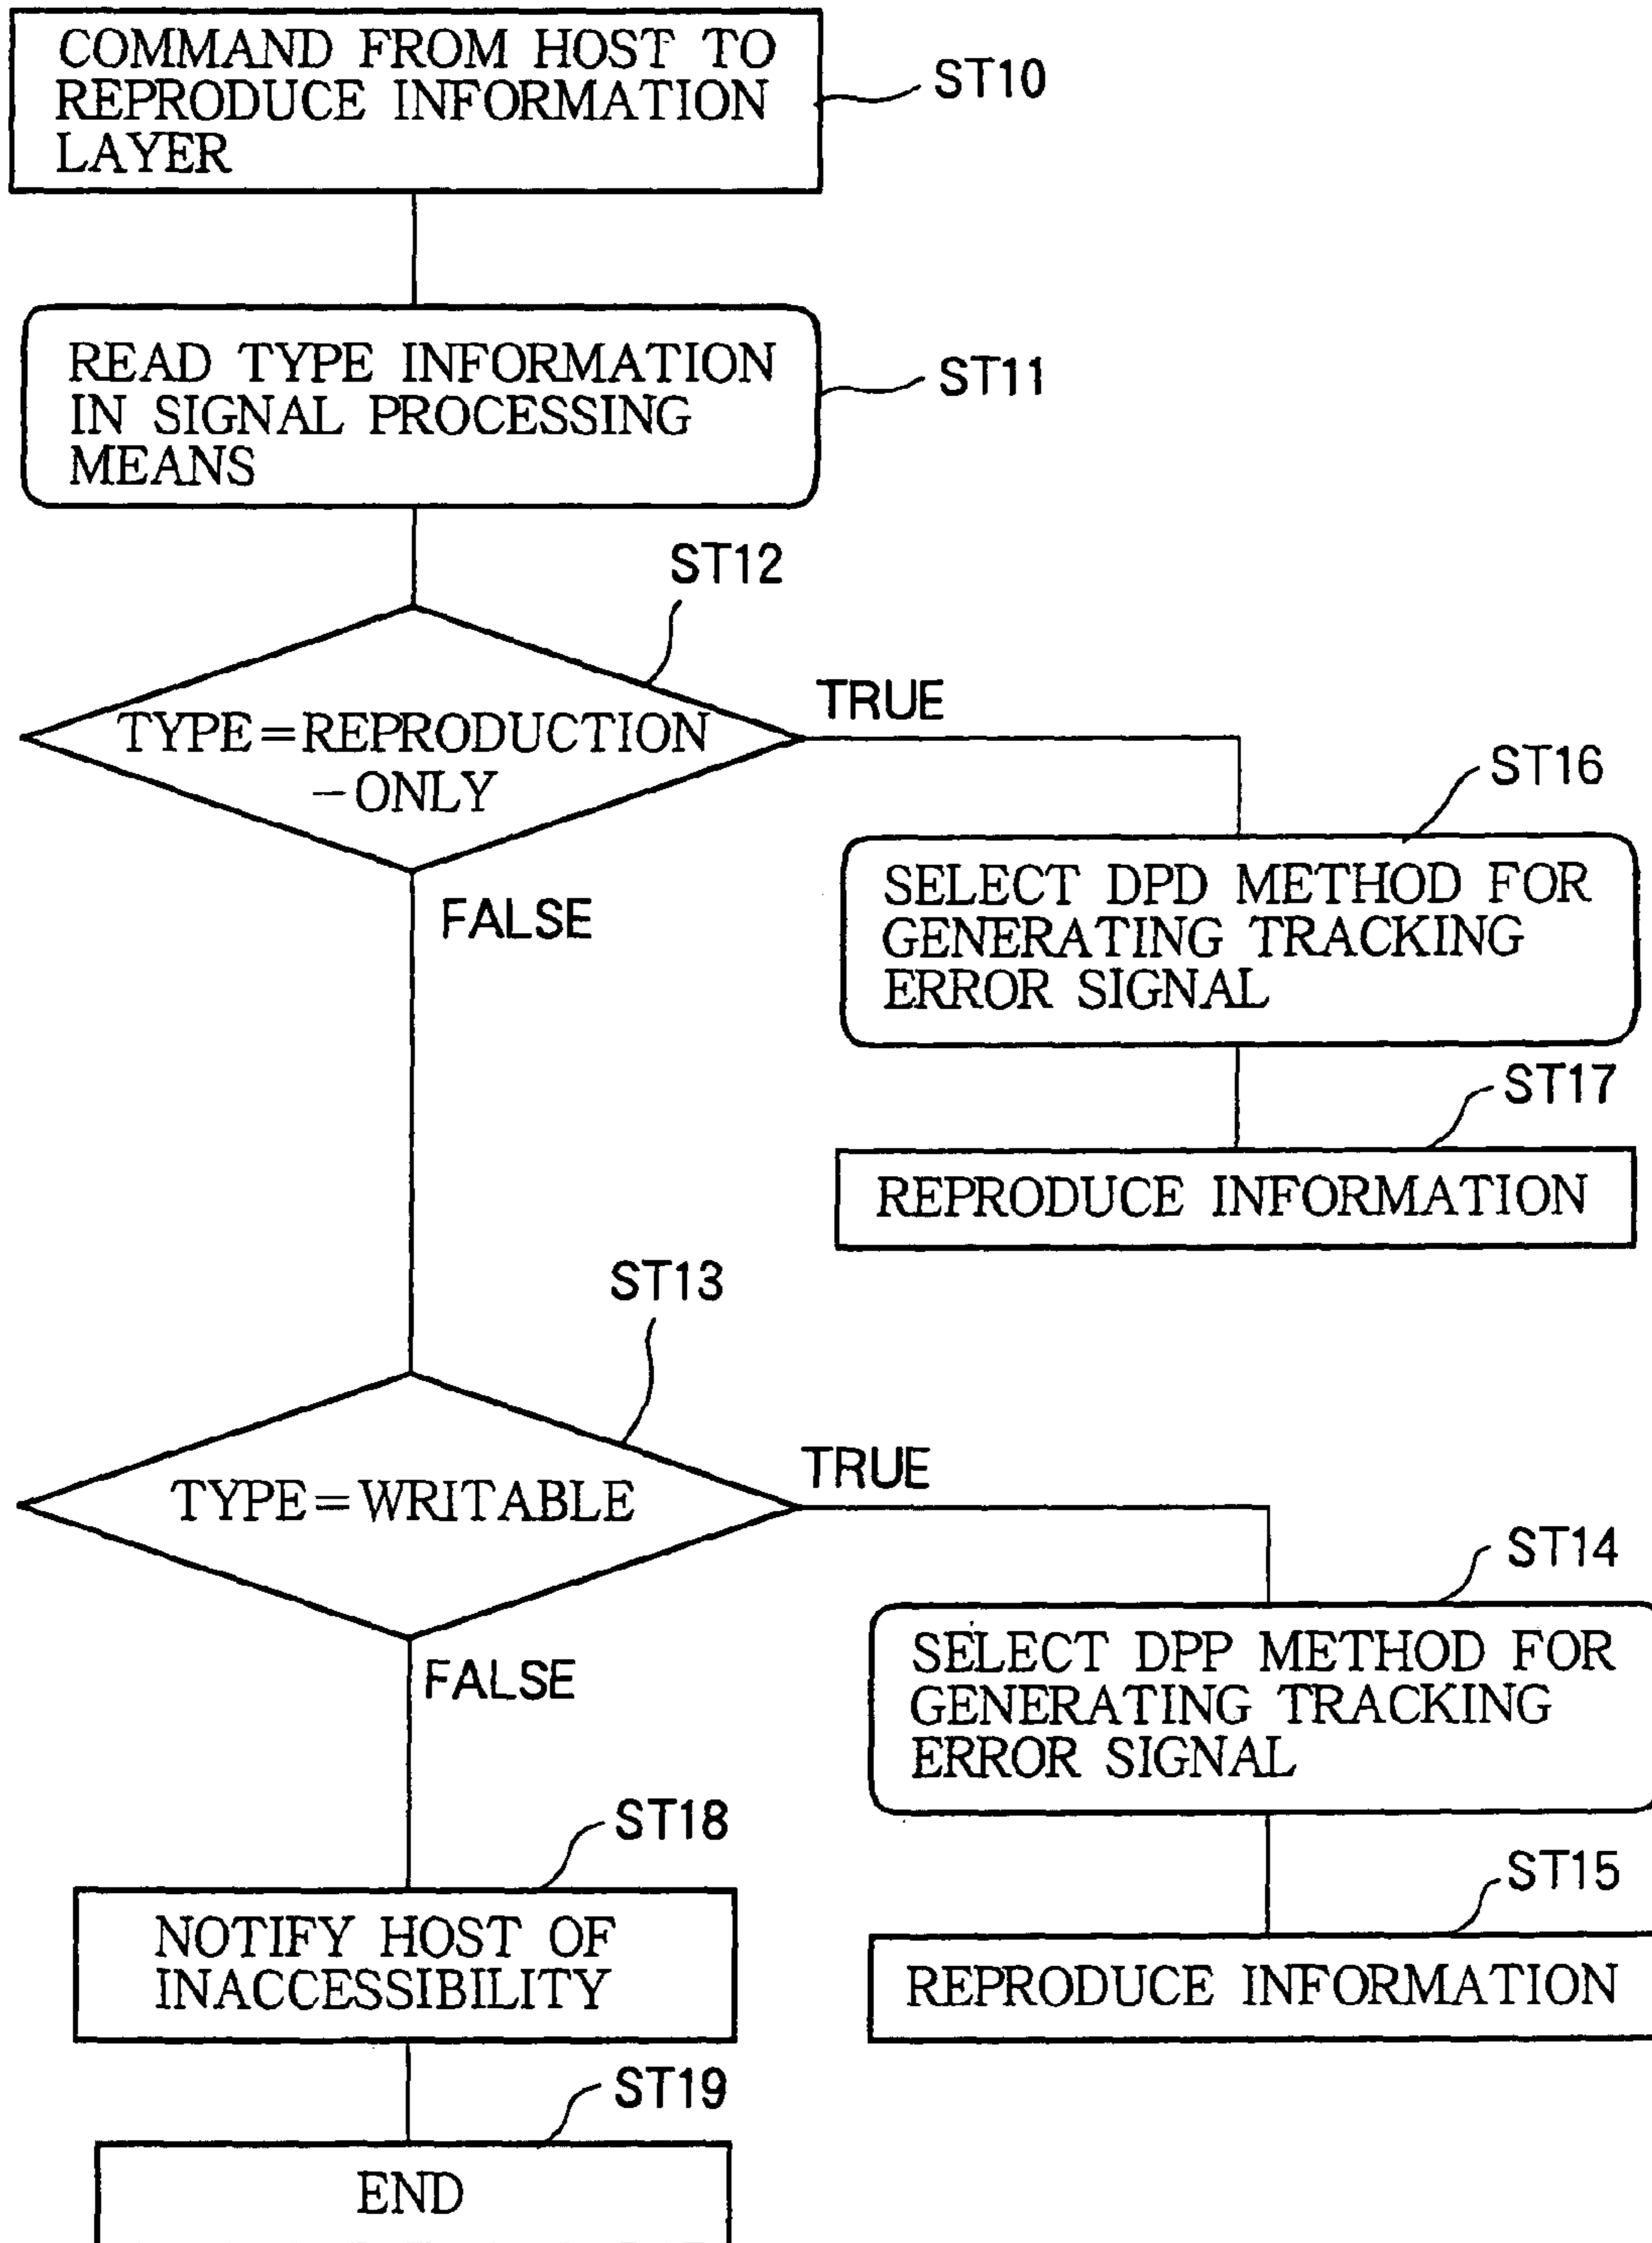 COMMAND FROM HOST TO
REPRODUCE INFORMATION
LAYER
ST10
READ TYPE INFORMATION
IN SIGNAL PROCESSING
MEANS
ST11
ST12
TYPE=REPRODUCTION
-ONLY
TRUE
FALSE
ST16
SELECT DPD METHOD FOR
GENERATING TRACKING
ERROR SIGNAL
ST17
REPRODUCE INFORMATION
ST13
TYPE=WRITABLE
TRUE
FALSE
ST14
SELECT DPP METHOD FOR
GENERATING TRACKING
ERROR SIGNAL
ST15
REPRODUCE INFORMATION
ST18
NOTIFY HOST OF
INACCESSIBILITY
ST19
END